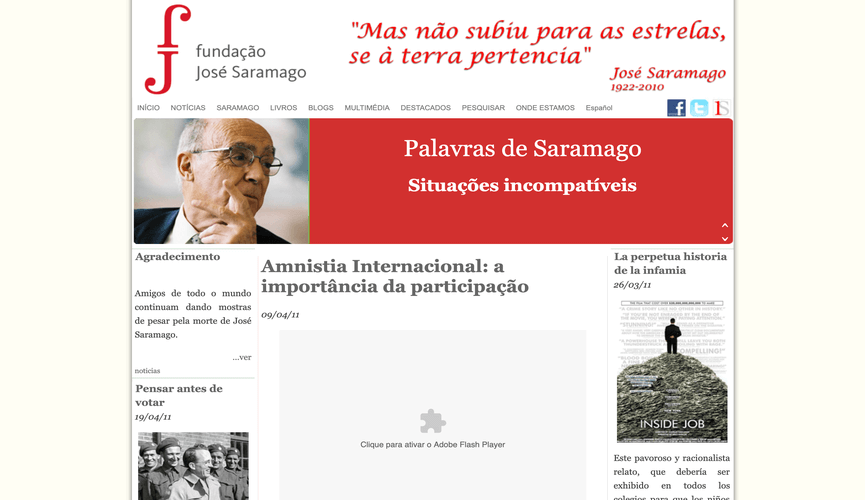 fundação
José Saramago
"Mas não subiu para as estrelas,
se à terra pertencia"
José Saramago
1922-2010
INÍCIO NOTÍCIAS SARAMAGO LIVROS BLOGS MULTIMÉDIA DESTACADOS PESQUISAR ONDE ESTAMOS Español
Palavras de Saramago
Situações incompatíveis
Agradecimento
Amigos de todo o mundo
continuam dando mostras
de pesar pela morte de José
Saramago.
...ver
noticias
Pensar antes de
votar
19/04/11
Amnistia Internacional: a
importância da participação
09/04/11
Clique para ativar o Adobe Flash Player
La perpetua historia
de la infamia
26/03/11
INSIDE JOB
Este pavoroso y racionalista
relato, que debería ser
exhibido en todos los
colegios para que los niños